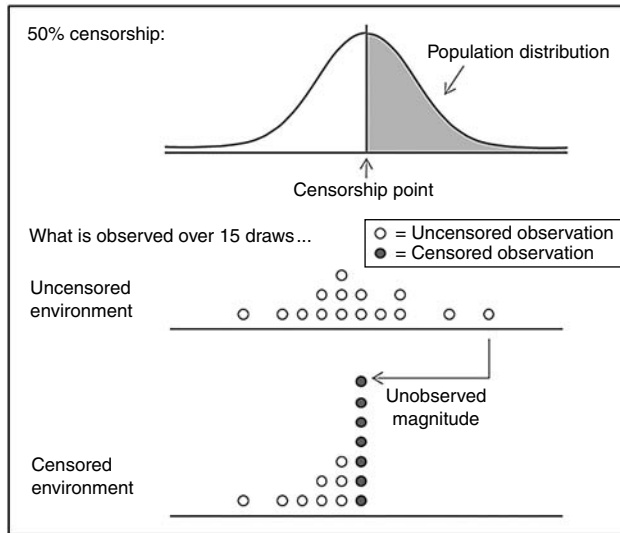 50% censorship:
Population distribution
Censorship point
What is observed over 15 draws...
= Uncensored observation
= Censored observation
Uncensored
environment
Unobserved
magnitude
Censored
environment